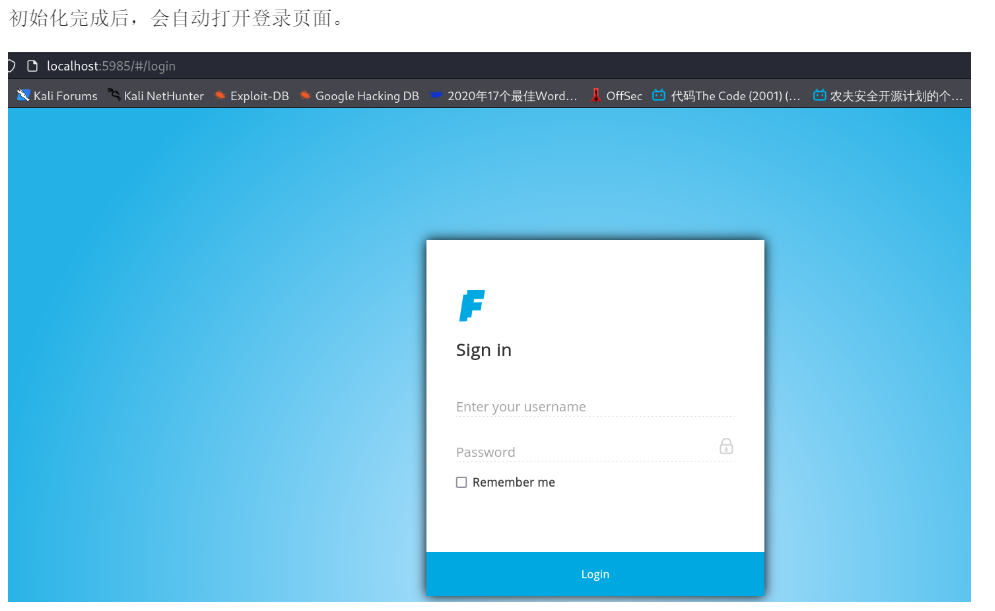 初始化完成后，会自动打开登录页面。
localhost:5985/#/login
Kali Forums Kali NetHunter Exploit-DB Google Hacking DB 2020年17个最佳Word... OffSec 代码The Code (2001) (... 农夫安全开源计划的个...
F
Sign in
Enter your username
Password
Remember me
Login